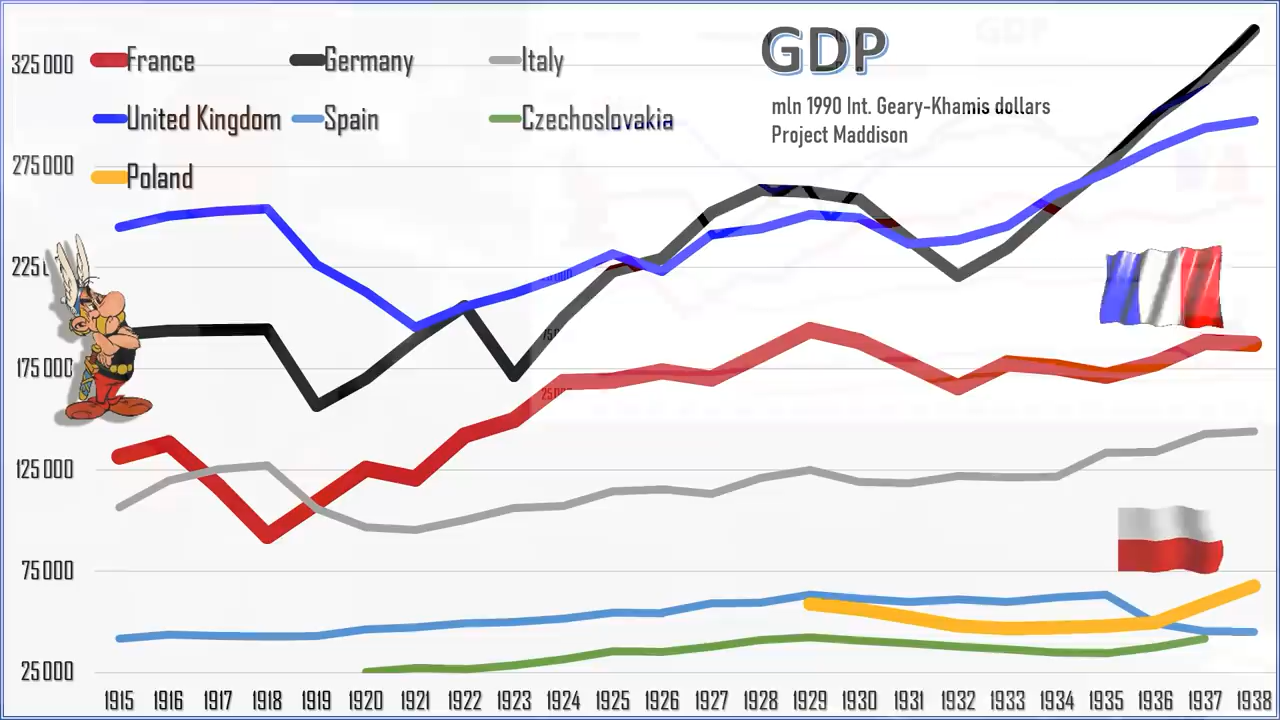 GDP
mln 1990 Int. Geary-Khamis dollars
Project Maddison
France
Germany
Italy
United Kingdom
Spain
Czechoslovakia
Poland
325 000
275 000
225
175 000
125 000
75 000
25 000
1915 1916 1917 1918 1919 1920 1921 1922 1923 1924 1925 1926 1927 1928 1929 1930 1931 1932 1933 1934 1935 1936 1937 1938